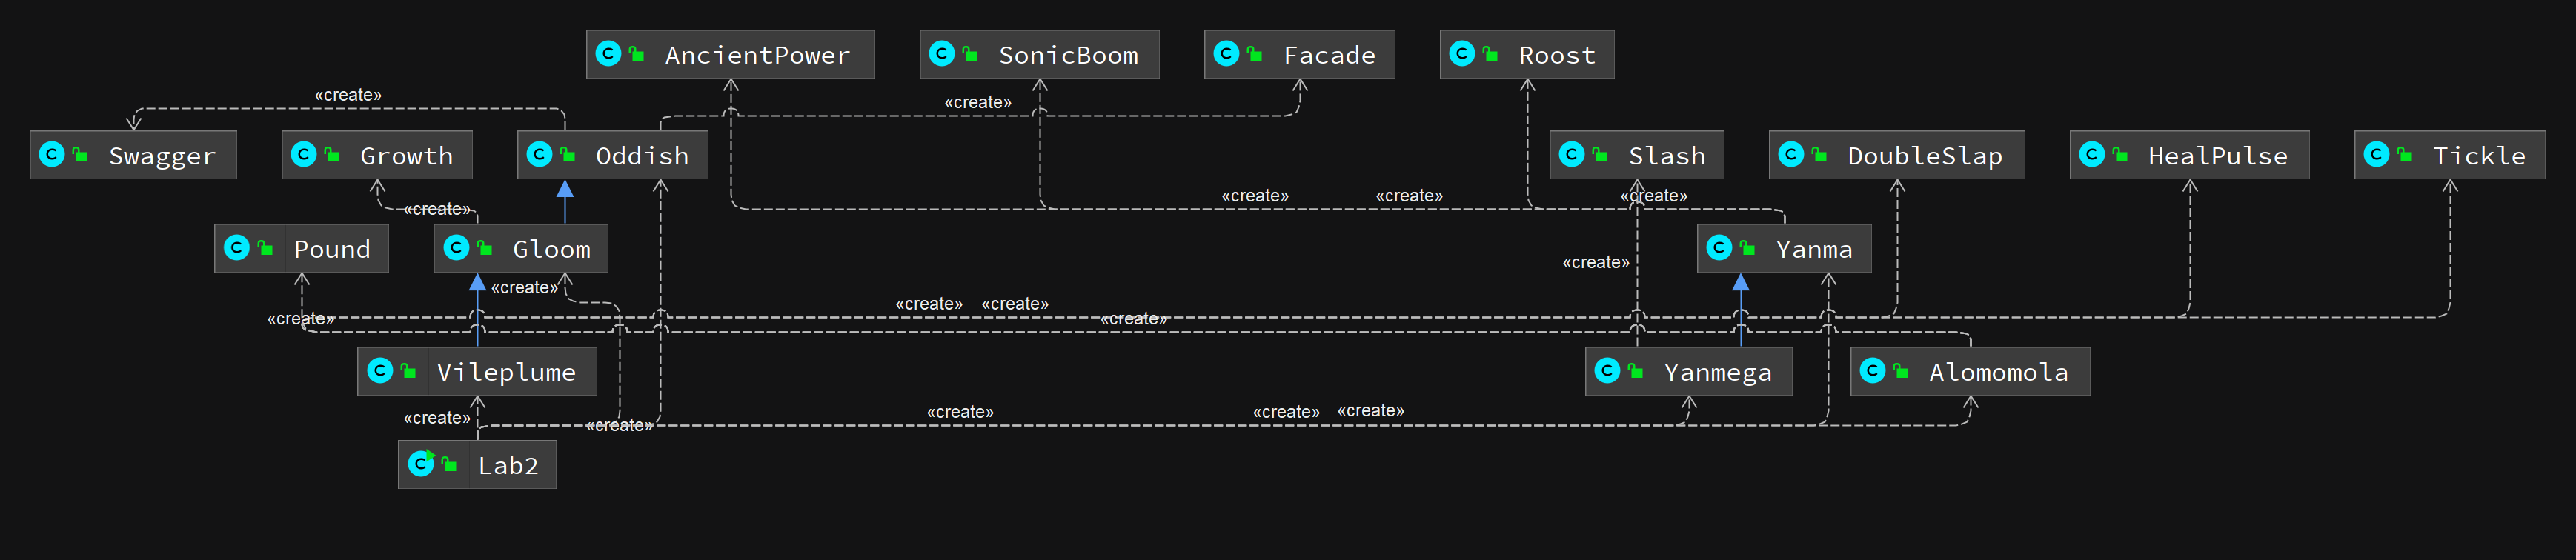 AncientPower
SonicBoom
Facade
Roost
«create»
«create»
Swagger
Growth
Oddish
Slash
DoubleSlap
HealPulse
Tickle
«create»
«create»
«create»
«create»
Pound
Gloom
Yanma
«create»
«create»
«create»
«create»
«create»
«create»
Vileplume
Yanmega
Alomomola
«create»
«create»
«create»
«create»
«create»
Lab2